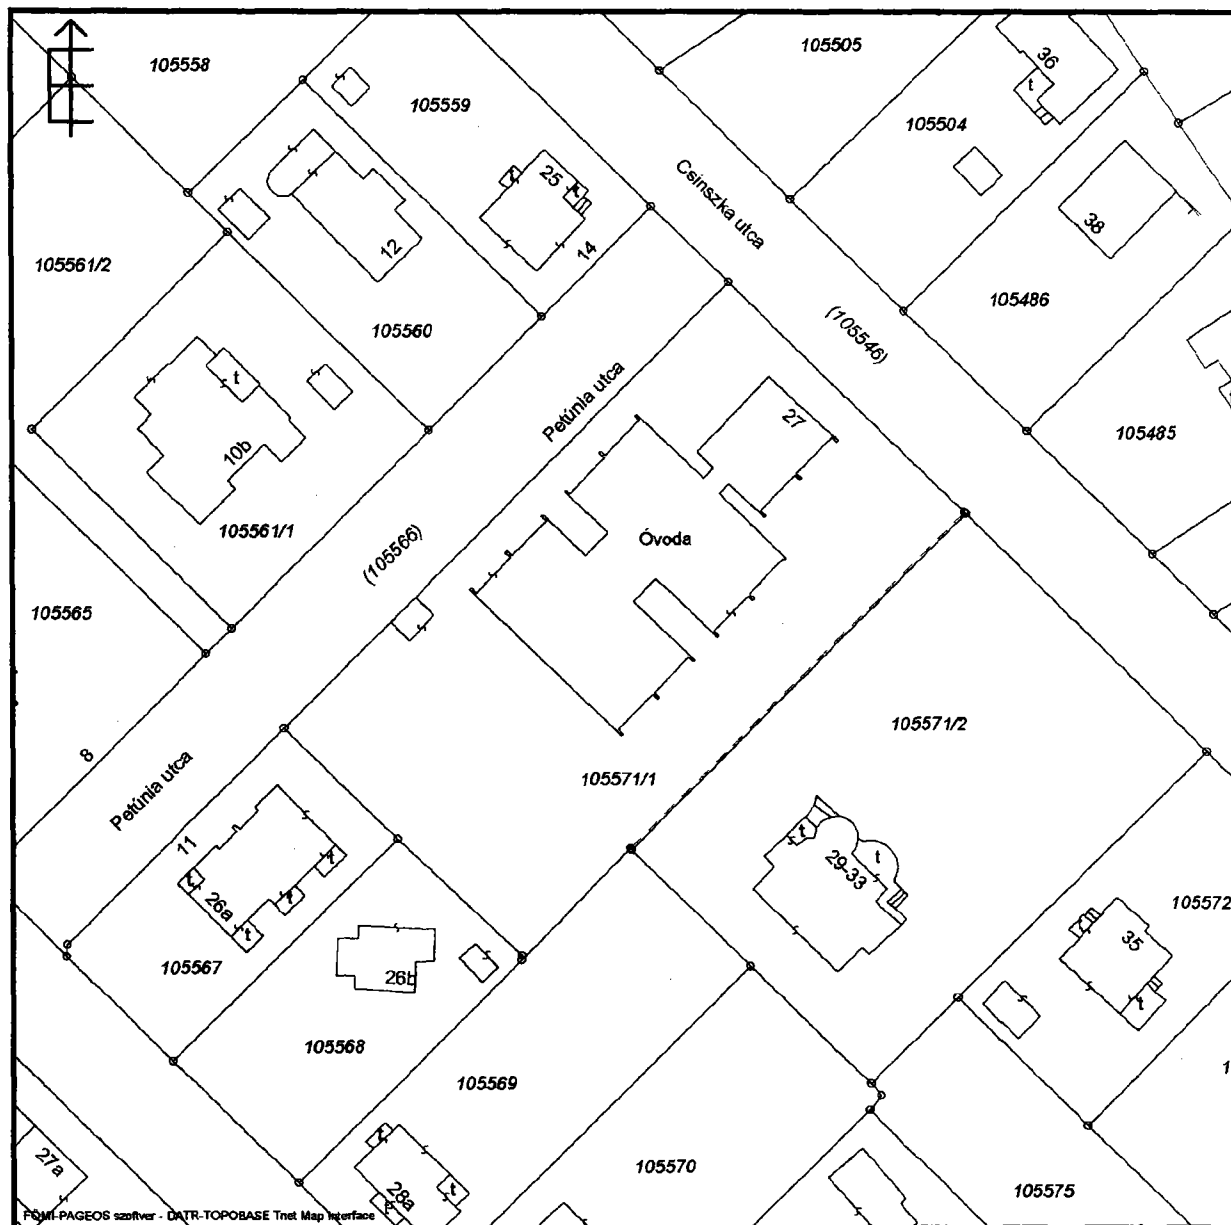 105558
105505
36
105559
t
105504
t
25
t
Csinszka utca
38
12
14
105561/2
105486
105560
(105546)
t
Petúnia utca
27
105485
10b
105561/1
Óvoda
(105566)
105565
105571/2
8
Petúnia utca
105571/1
11
t
t
t
29-33
t
26a
t
t
105572
35
105567
26b
t
105568
105569
t
27a
28a
t
105570
105575
FÖMI-PAGEOS szoftver - DATR-TOPOBASE Tnet Map Interface